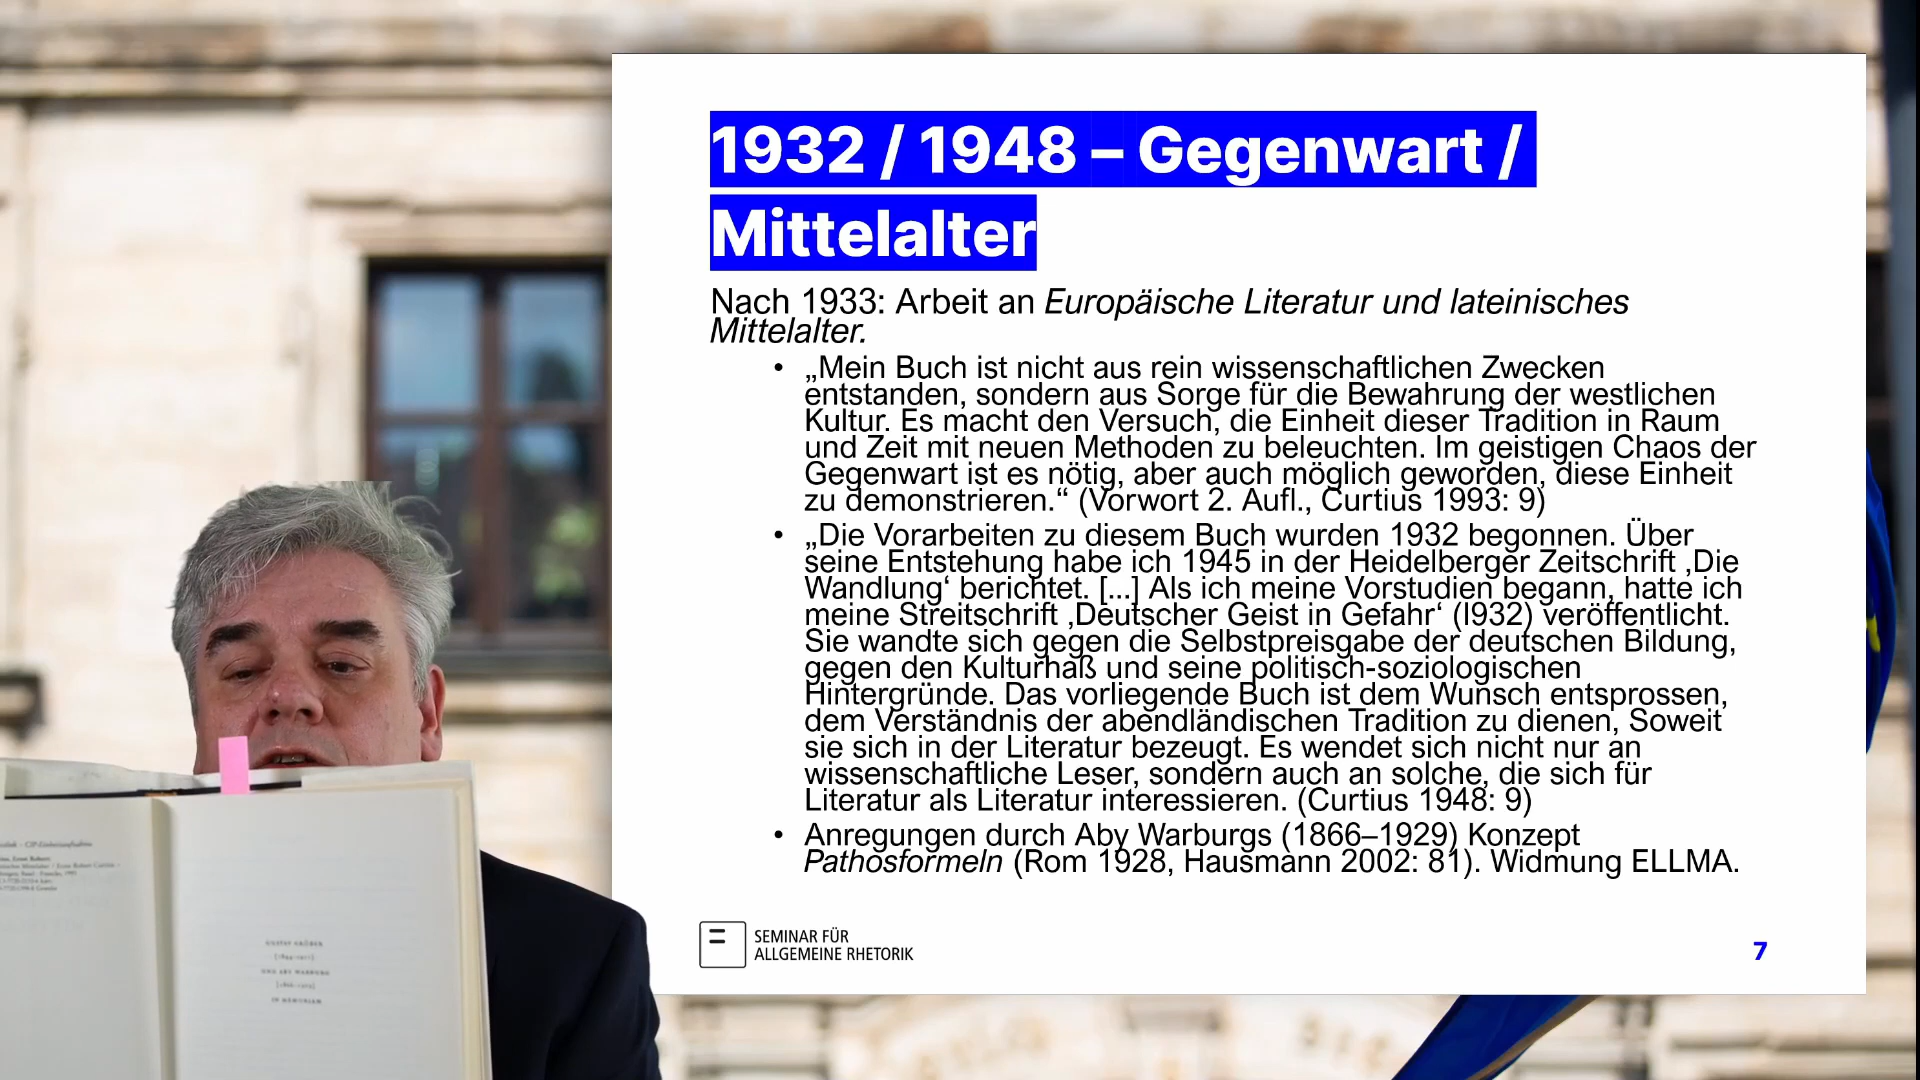 1932 / 1948 – Gegenwart /
Mittelalter
Nach 1933: Arbeit an Europäische Literatur und lateinisches
Mittelalter.
• „Mein Buch ist nicht aus rein wissenschaftlichen Zwecken
entstanden, sondern aus Sorge für die Bewahrung der westlichen
Kultur. Es macht den Versuch, die Einheit dieser Tradition in Raum
und Zeit mit neuen Methoden zu beleuchten. Im geistigen Chaos der
Gegenwart ist es nötig, aber auch möglich geworden, diese Einheit
zu demonstrieren.“ (Vorwort 2. Aufl., Curtius 1993: 9)
• „Die Vorarbeiten zu diesem Buch wurden 1932 begonnen. Über
seine Entstehung habe ich 1945 in der Heidelberger Zeitschrift ‚Die
Wandlung‘ berichtet. [...] Als ich meine Vorstudien begann, hatte ich
meine Streitschrift ‚Deutscher Geist in Gefahr‘ (I932) veröffentlicht.
Sie wandte sich gegen die Selbstpreisgabe der deutschen Bildung,
gegen den Kulturhaß und seine politisch-soziologischen
Hintergründe. Das vorliegende Buch ist dem Wunsch entsprossen,
dem Verständnis der abendländischen Tradition zu dienen, Soweit
sie sich in der Literatur bezeugt. Es wendet sich nicht nur an
wissenschaftliche Leser, sondern auch an solche, die sich für
Literatur als Literatur interessieren. (Curtius 1948: 9)
• Anregungen durch Aby Warburgs (1866–1929) Konzept
Pathosformeln (Rom 1928, Hausmann 2002: 81). Widmung ELLMA.
SEMINAR FÜR
ALLGEMEINE RHETORIK
7
GUSTAV GRÖBER
UND ABY WARBURG
IN MEMORIAM